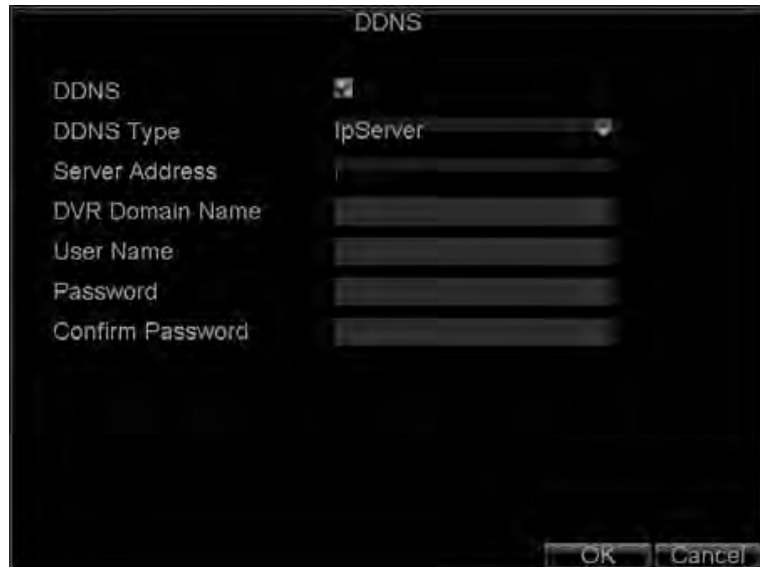 DDNS
DDNS
DDNS Type IpServer
Server Address
DVR Domain Name
User Name
Password
Confirm Password
OK Cancel